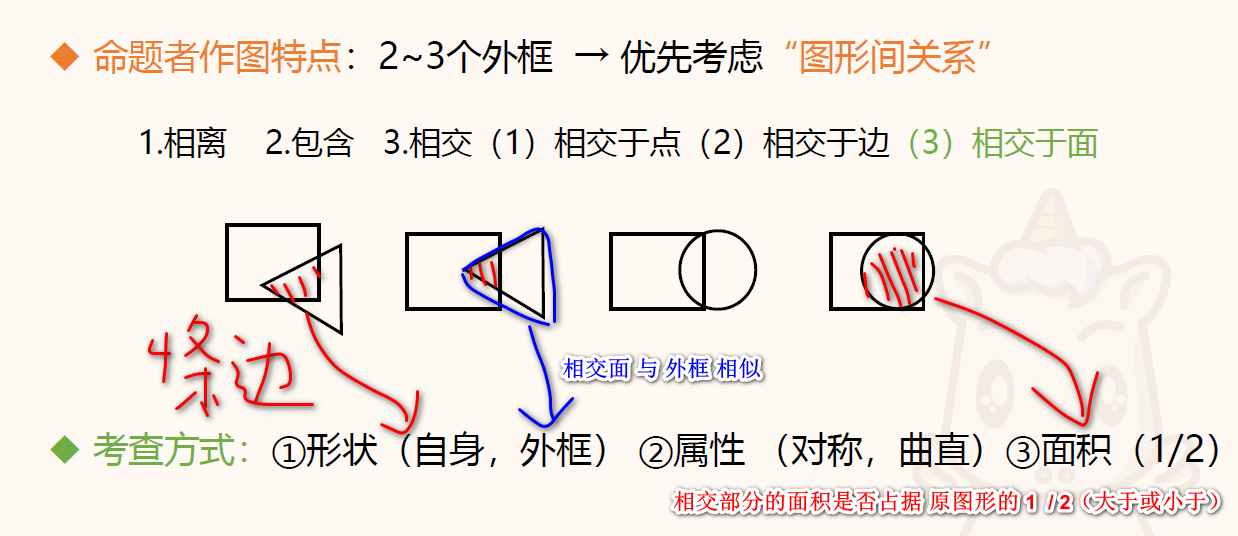 ◆ 命题者作图特点：2~3个外框 → 优先考虑“图形间关系”
1.相离 2.包含 3.相交（1）相交于点（2）相交于边（3）相交于面
4条边
相交面 与 外框 相似
◆ 考查方式：①形状（自身，外框） ②属性 （对称，曲直）③面积（1/2）
相交部分的面积是否占据 原图形的 1 / 2（大于或小于）